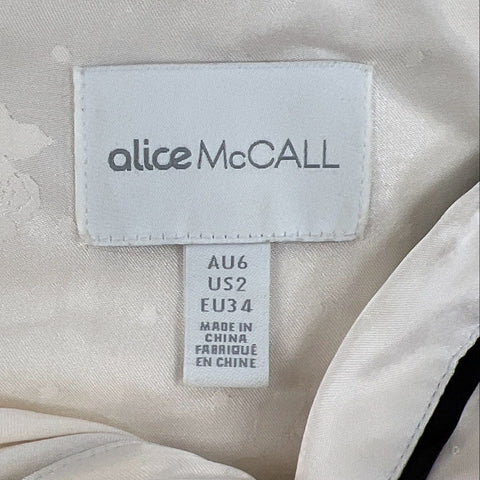 alice McCALL
AU6
US2
EU34
MADE IN
CHINA
FABRIQUÉ
EN CHINE